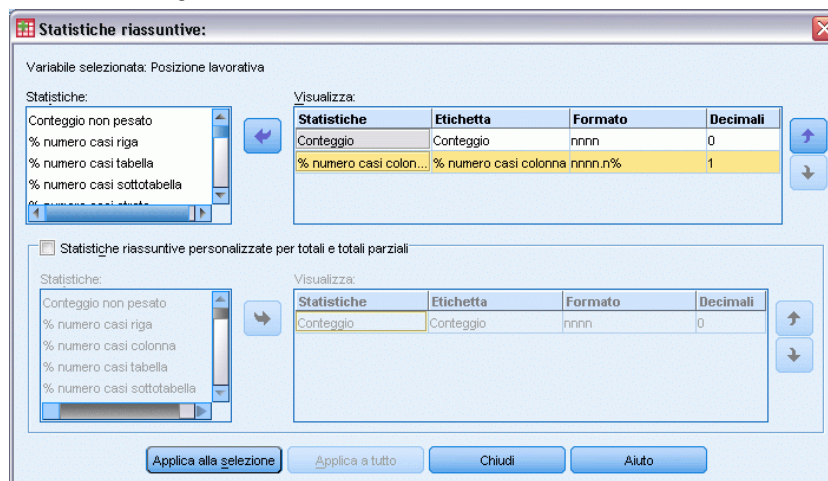 Statistiche riassuntive:
Variabile selezionata: Posizione lavorativa
Statistiche:
Conteggio non pesato
% numero casi riga
% numero casi tabella
% numero casi sottotabella
% numero casi strato
Visualizza:
Statistiche Etichetta Formato Decimali
Conteggio Conteggio nnnn 0
% numero casi colon... % numero casi colonna nnnn.n% 1
Statistiche riassuntive personalizzate per totali e totali parziali
Statistiche:
Conteggio non pesato
% numero casi riga
% numero casi colonna
% numero casi tabella
% numero casi sottotabella
Visualizza:
Statistiche Etichetta Formato Decimali
Conteggio Conteggio nnnn 0
Applica alla selezione Applica a tutto Chiudi Aiuto